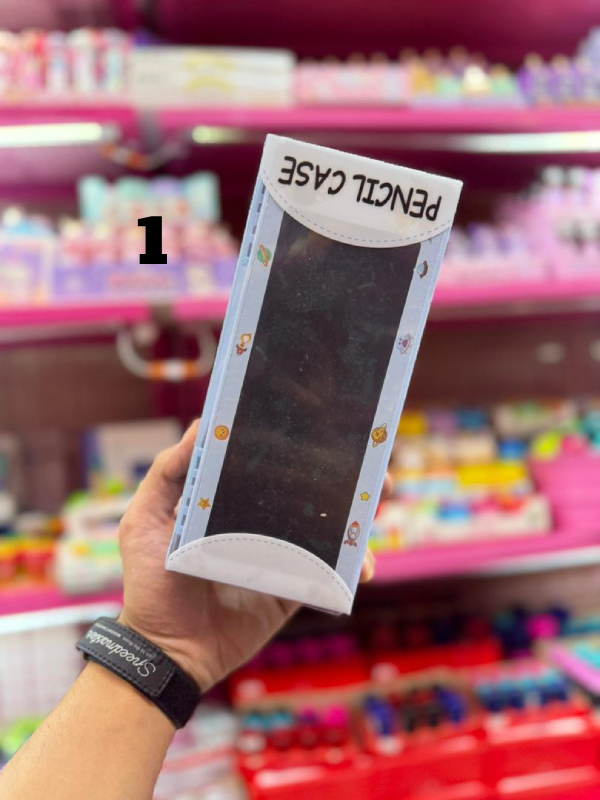 PENCIL CASE
1
Speedmaster